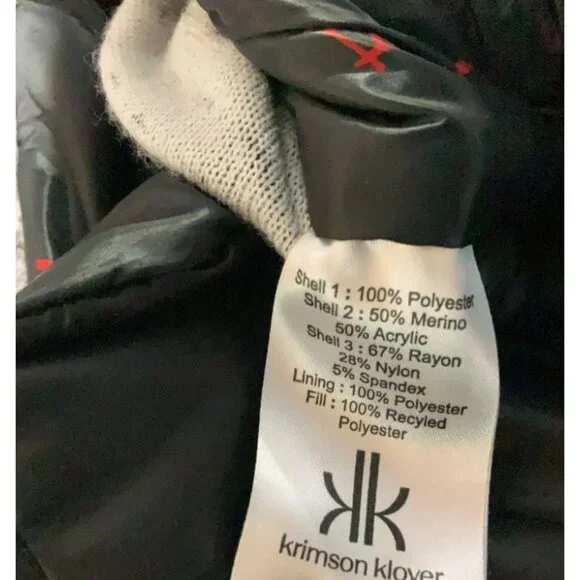 Shell 1 : 100% Polyester
Shell 2 : 50% Merino
50% Acrylic
Shell 3 : 67% Rayon
28% Nylon
5% Spandex
Lining : 100% Polyester
Fill : 100% Recyled
Polyester
krimson klover